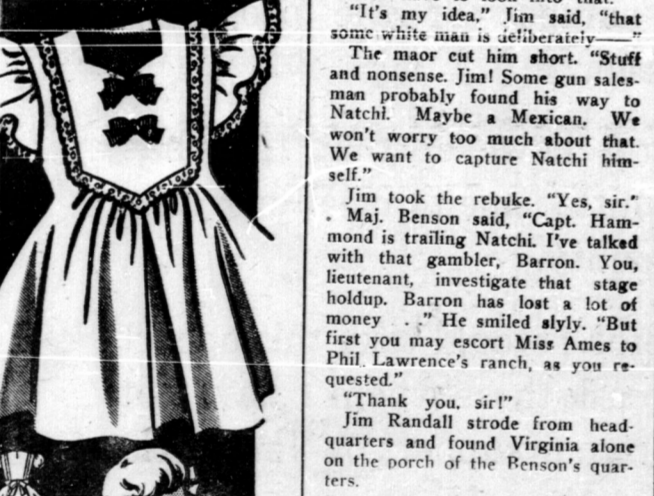 "It's my idea," Jim said, "that
some white man is deliberately——"
The maor cut him short. "Stuff
and nonsense. Jim! Some gun sales-
man probably found his way to
Natchi. Maybe a Mexican. We
won't worry too much about that.
We want to capture Natchi him-
self."
Jim took the rebuke. "Yes, sir."
Maj. Benson said, "Capt. Ham-
mond is trailing Natchi. I've talked
with that gambler, Barron. You,
lieutenant, investigate that stage
holdup. Barron has lost a lot of
money . ." He smiled slyly. "But
first you may escort Miss Ames to
Phil Lawrence's ranch, as you re-
quested."
"Thank you, sir!"
Jim Randall strode from head-
quarters and found Virginia alone
on the porch of the Benson's quar-
ters.